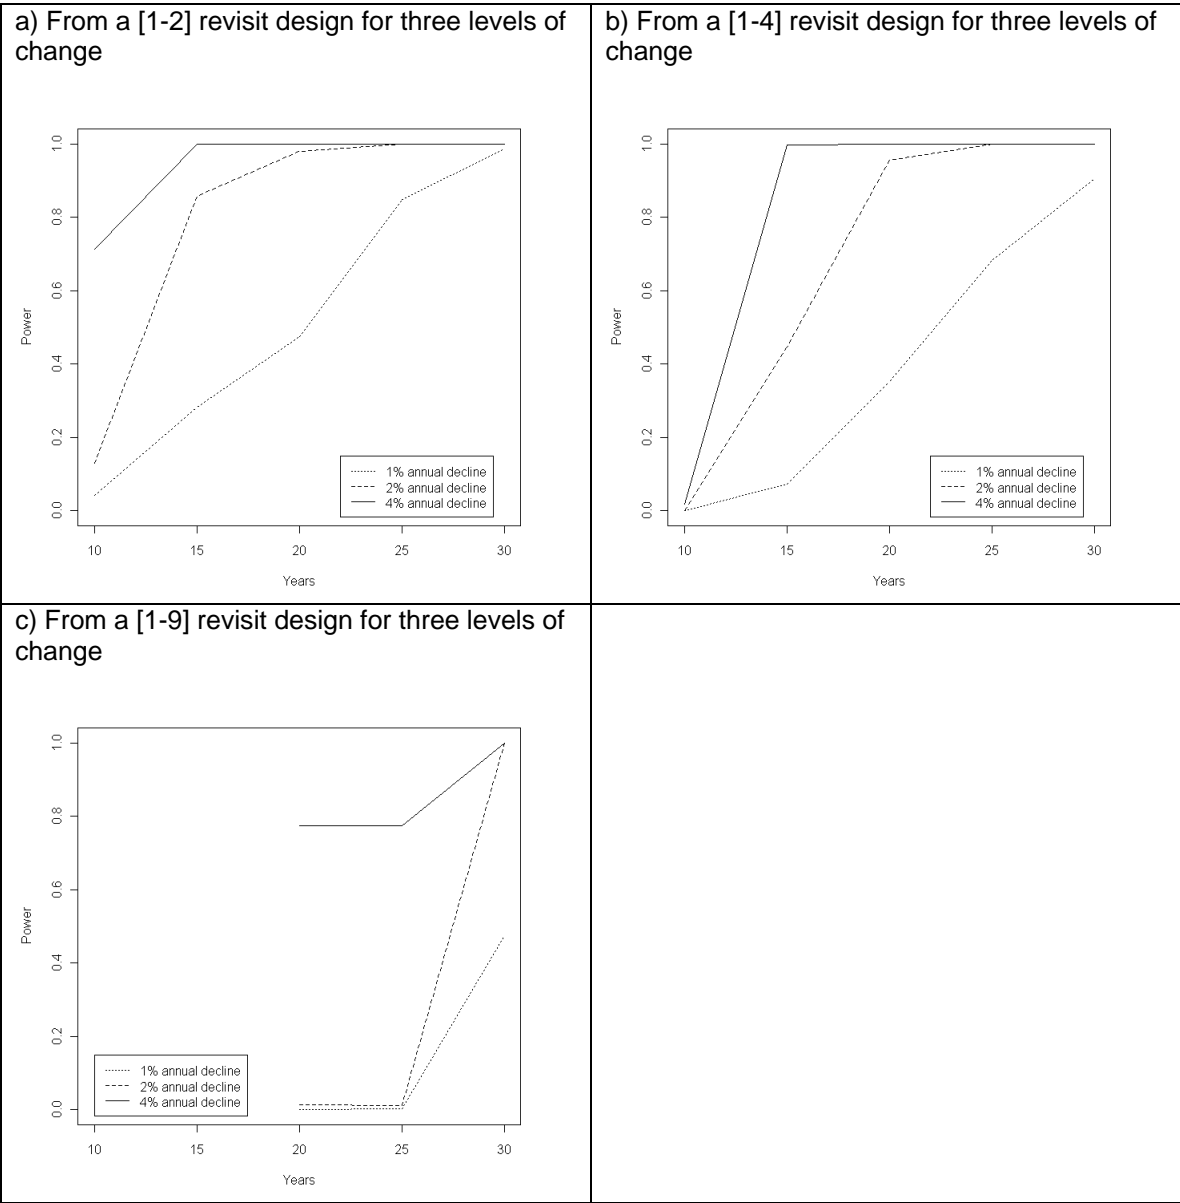 a) From a [1-2] revisit design for three levels of
change
1.0
0.8
0.6
0.4
0.2
0.0
Power
1% annual decline
2% annual decline
4% annual decline
10 15 20 25 30
Years
b) From a [1-4] revisit design for three levels of
change
1.0
0.8
0.6
0.4
0.2
0.0
Power
1% annual decline
2% annual decline
4% annual decline
10 15 20 25 30
Years
c) From a [1-9] revisit design for three levels of
change
1.0
0.8
0.6
0.4
0.2
0.0
Power
1% annual decline
2% annual decline
4% annual decline
10 15 20 25 30
Years